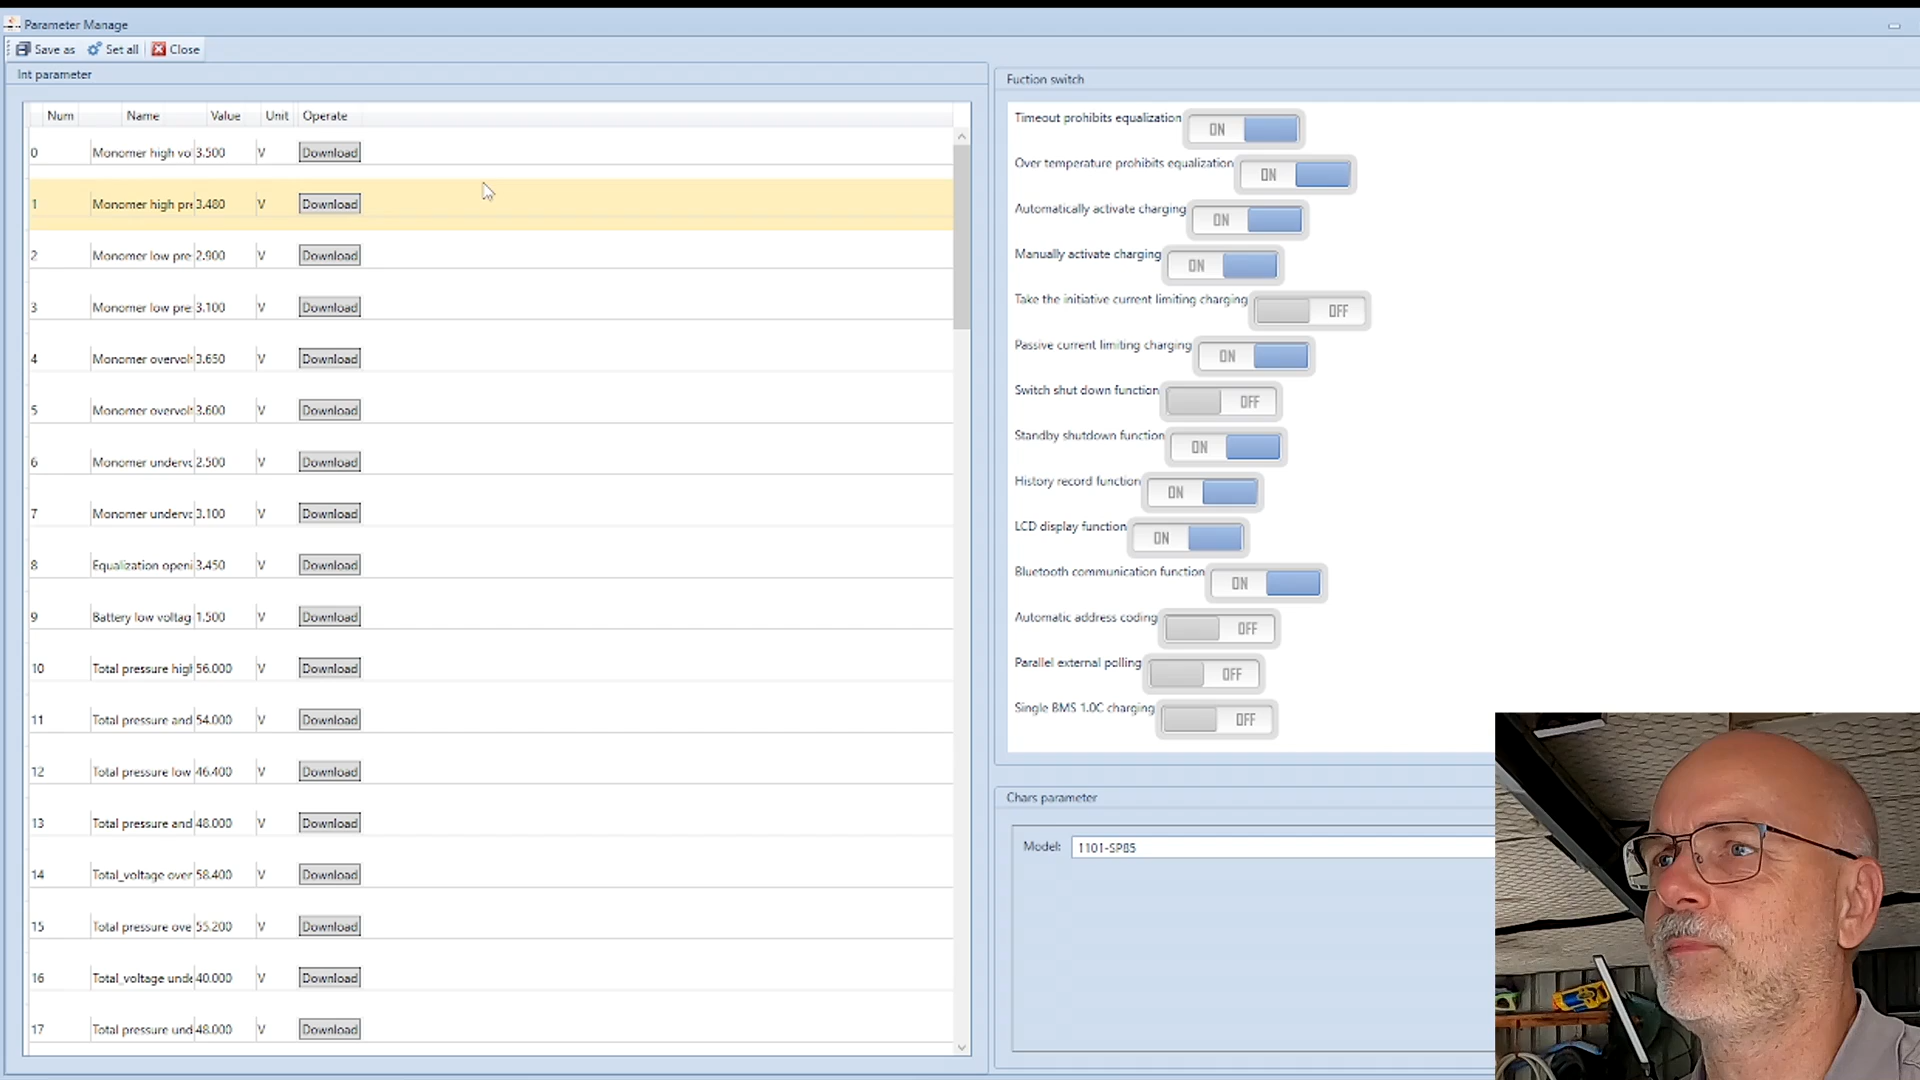 Parameter Manage
Save as Set all Close
Int parameter
Num Name Value Unit Operate
0 Monomer high vo 3.500 V Download
1 Monomer high pre 3.480 V Download
2 Monomer low pre 2.900 V Download
3 Monomer low pre 3.100 V Download
4 Monomer overvol 3.650 V Download
5 Monomer overvol 3.600 V Download
6 Monomer underv 2.500 V Download
7 Monomer underv 3.100 V Download
8 Equalization openi 3.450 V Download
9 Battery low voltag 1.500 V Download
10 Total pressure high 56.000 V Download
11 Total pressure and 54.000 V Download
12 Total pressure low 46.400 V Download
13 Total pressure and 48.000 V Download
14 Total_voltage over 58.400 V Download
15 Total pressure ove 55.200 V Download
16 Total_voltage unde 40.000 V Download
17 Total pressure und 48.000 V Download
Fuction switch
Timeout prohibits equalization ON
Over temperature prohibits equalization ON
Automatically activate charging ON
Manually activate charging ON
Take the initiative current limiting charging OFF
Passive current limiting charging ON
Switch shut down function OFF
Standby shutdown function ON
History record function ON
LCD display function ON
Bluetooth communication function ON
Automatic address coding OFF
Parallel external polling OFF
Single BMS 1.0C charging OFF
Chars parameter
Model: 1101-SP85